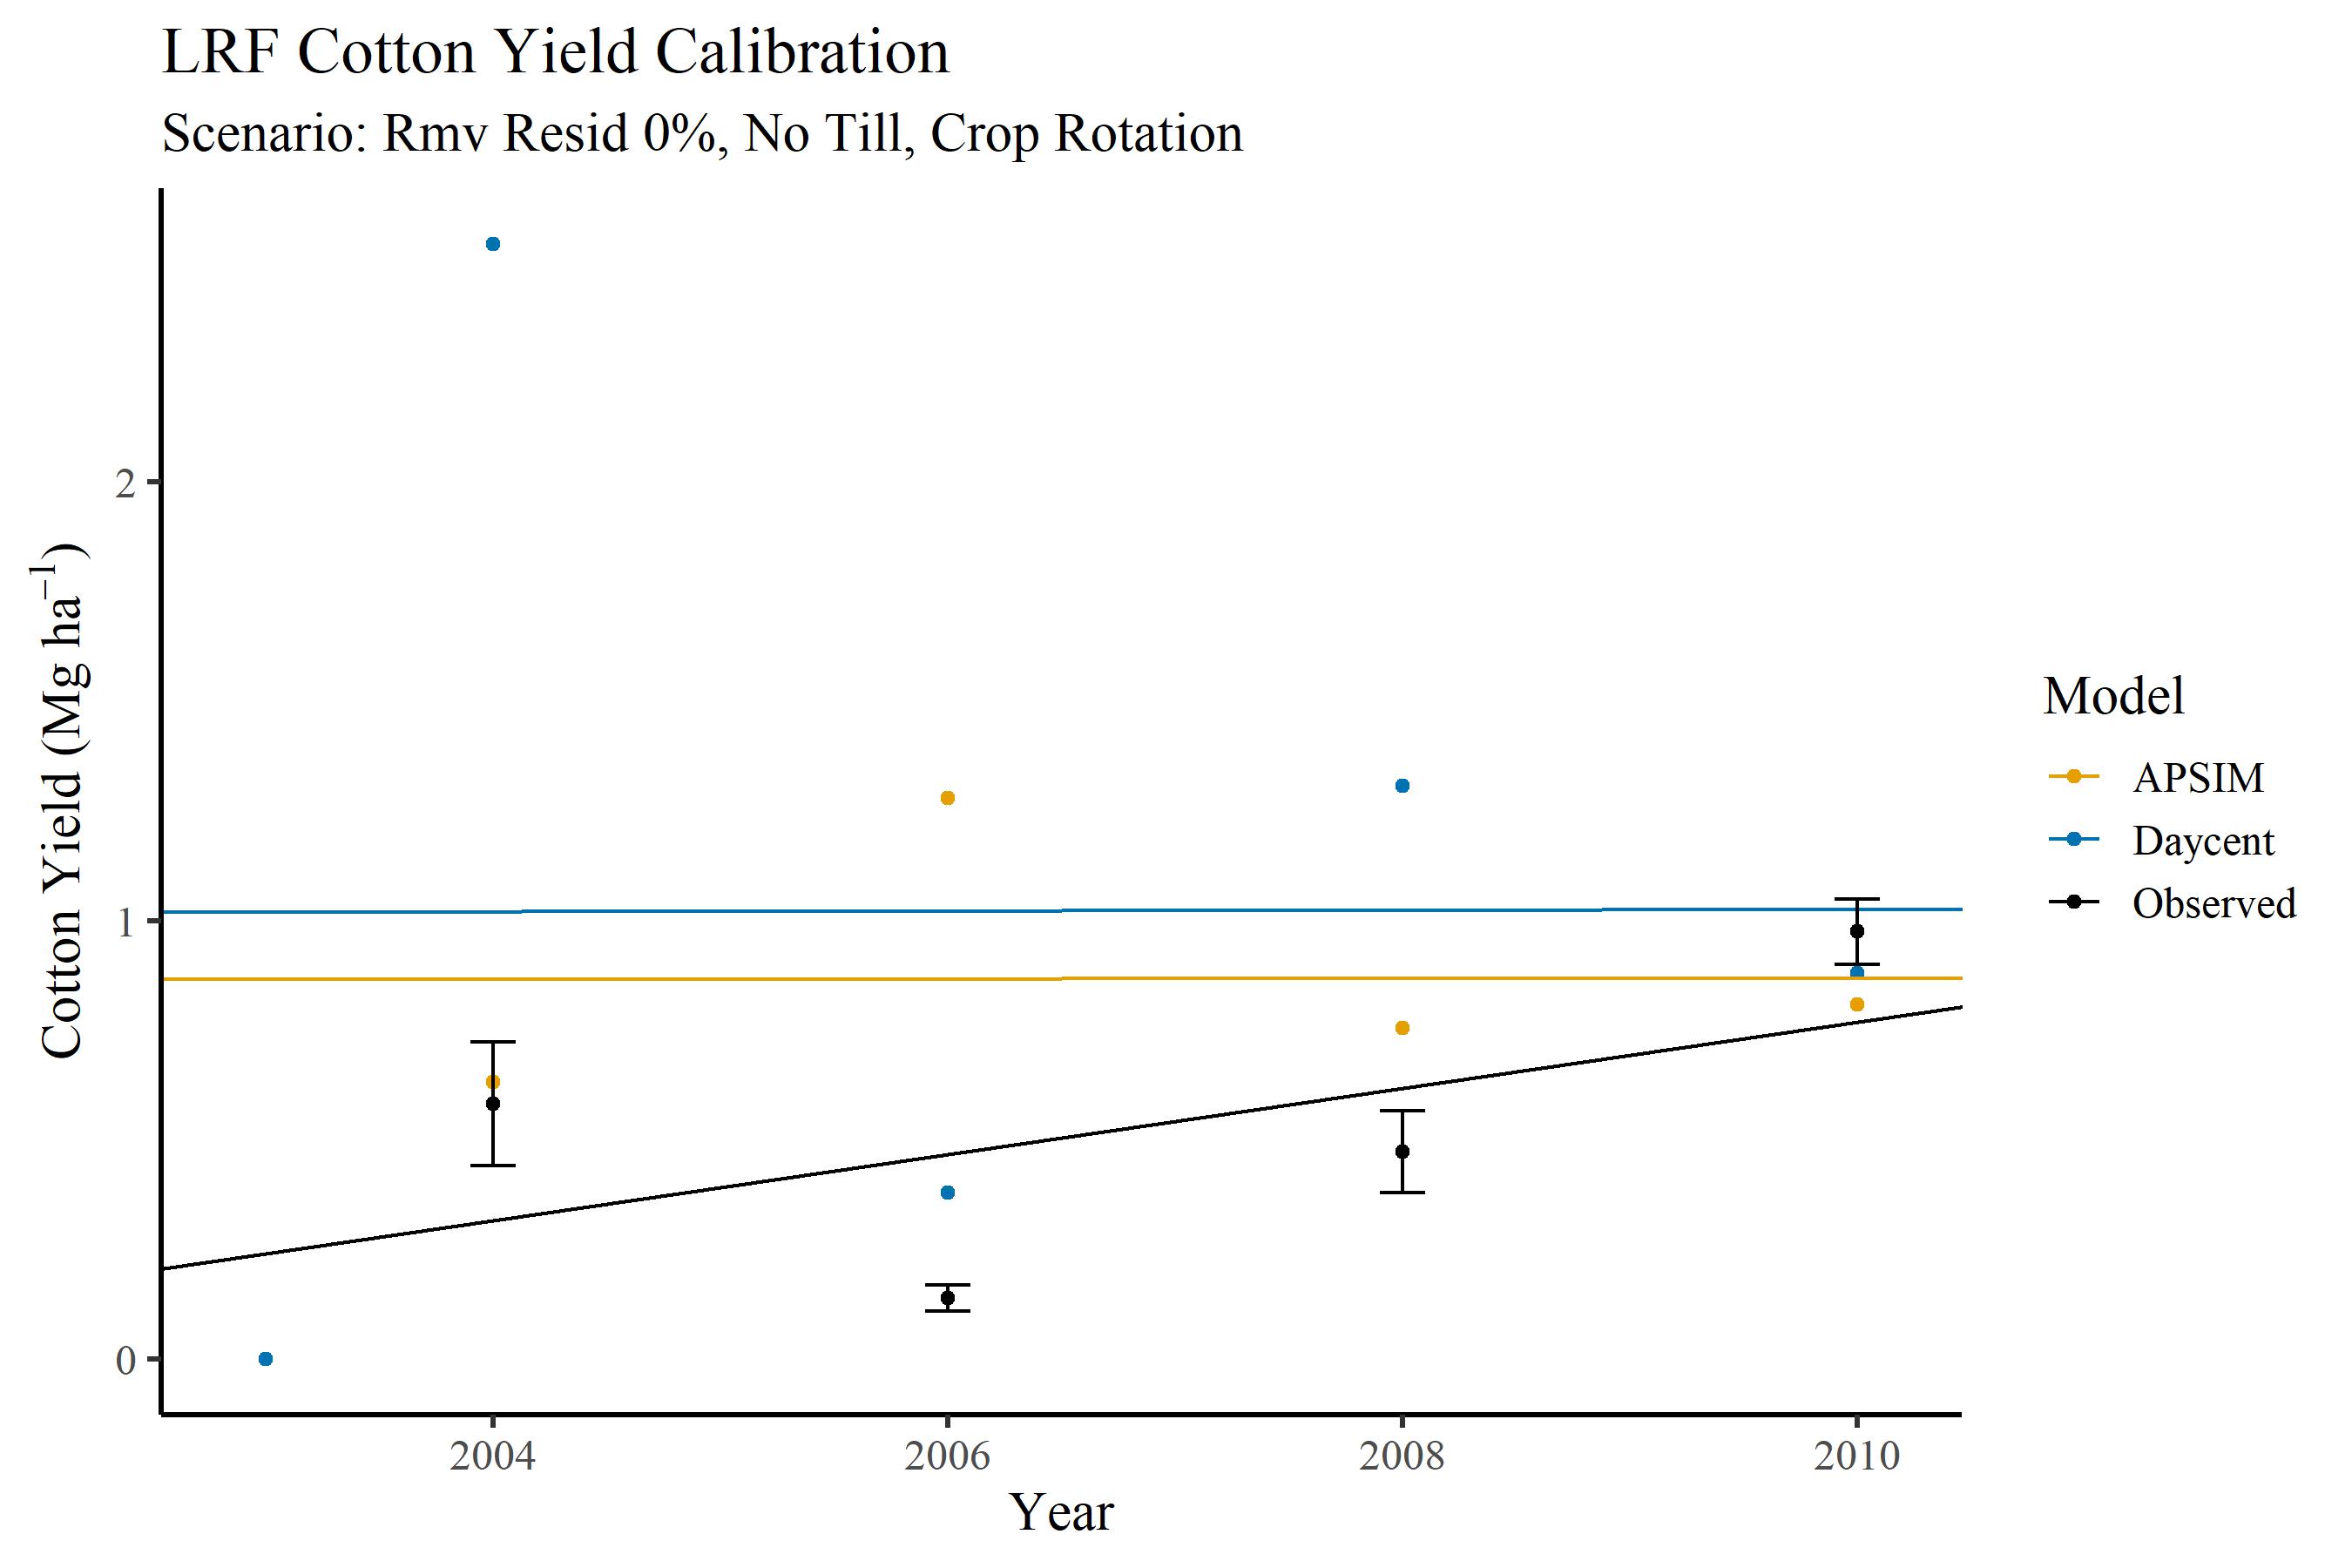 LRF Cotton Yield Calibration
Scenario: Rmv Resid 0%, No Till, Crop Rotation
Cotton Yield (Mg ha⁻¹)
2
1
0
2004
2006
2008
2010
Year
Model
APSIM
Daycent
Observed